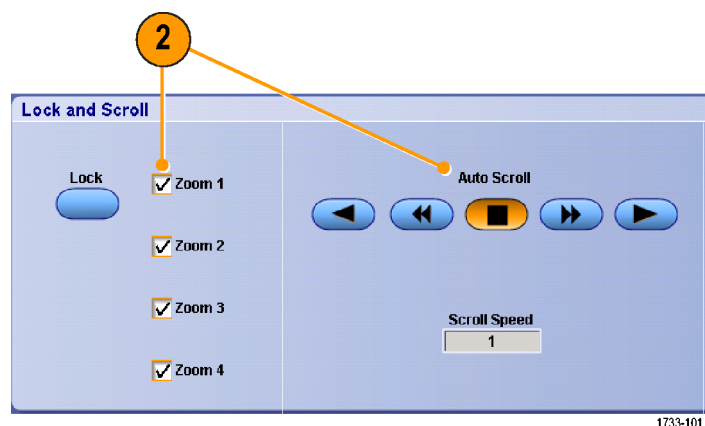 2
Lock and Scroll
Lock
Zoom 1
Zoom 2
Zoom 3
Zoom 4
Auto Scroll
Scroll Speed
1
1733-101